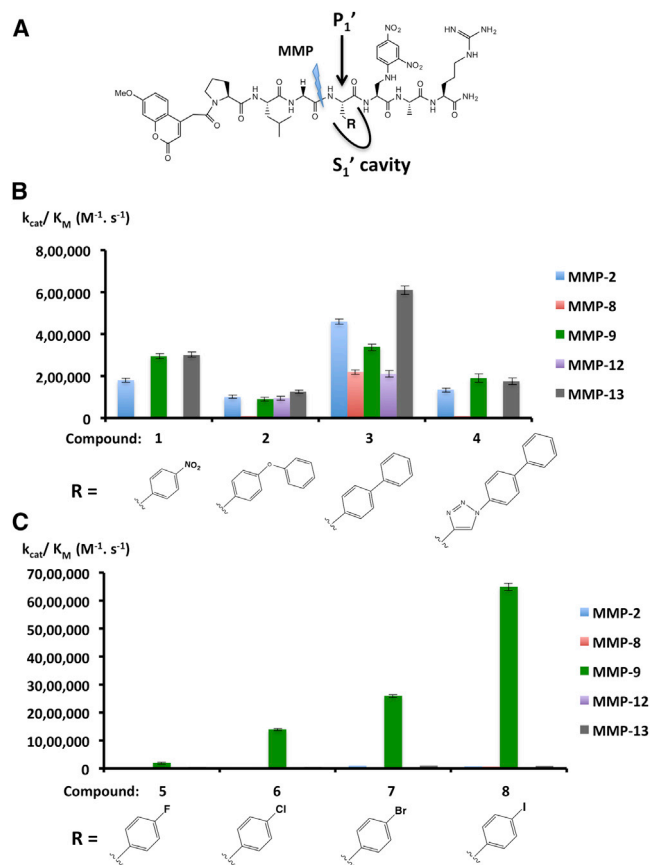 A
P1'
MMP
MeO
O
O
O
N
O
H
N
O
H
N
H
O
H
N
R
O
N
H
NO2
NO2
NH
O
H
N
O
N
H
O
NH2
HN
NH2
NH
S1' cavity
B
kcat/ KM (M-1. s-1)
8,00,000
6,00,000
4,00,000
2,00,000
0
MMP-2
MMP-8
MMP-9
MMP-12
MMP-13
Compound: 1 2 3 4
R =
NO2
O
N N N
C
kcat/ KM (M-1. s-1)
70,00,000
60,00,000
50,00,000
40,00,000
30,00,000
20,00,000
10,00,000
0
MMP-2
MMP-8
MMP-9
MMP-12
MMP-13
Compound: 5 6 7 8
R =
F Cl Br I